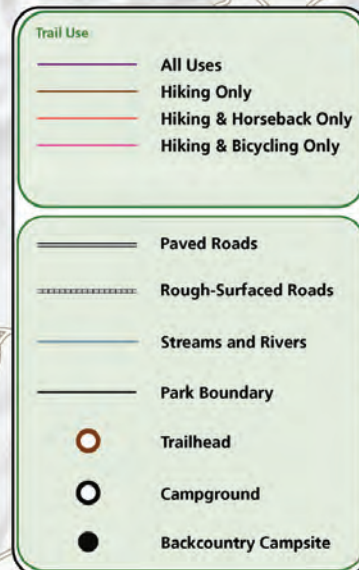 Trail Use
All Uses
Hiking Only
Hiking & Horseback Only
Hiking & Bicycling Only
Paved Roads
Rough-Surfaced Roads
Streams and Rivers
Park Boundary
Trailhead
Campground
Backcountry Campsite